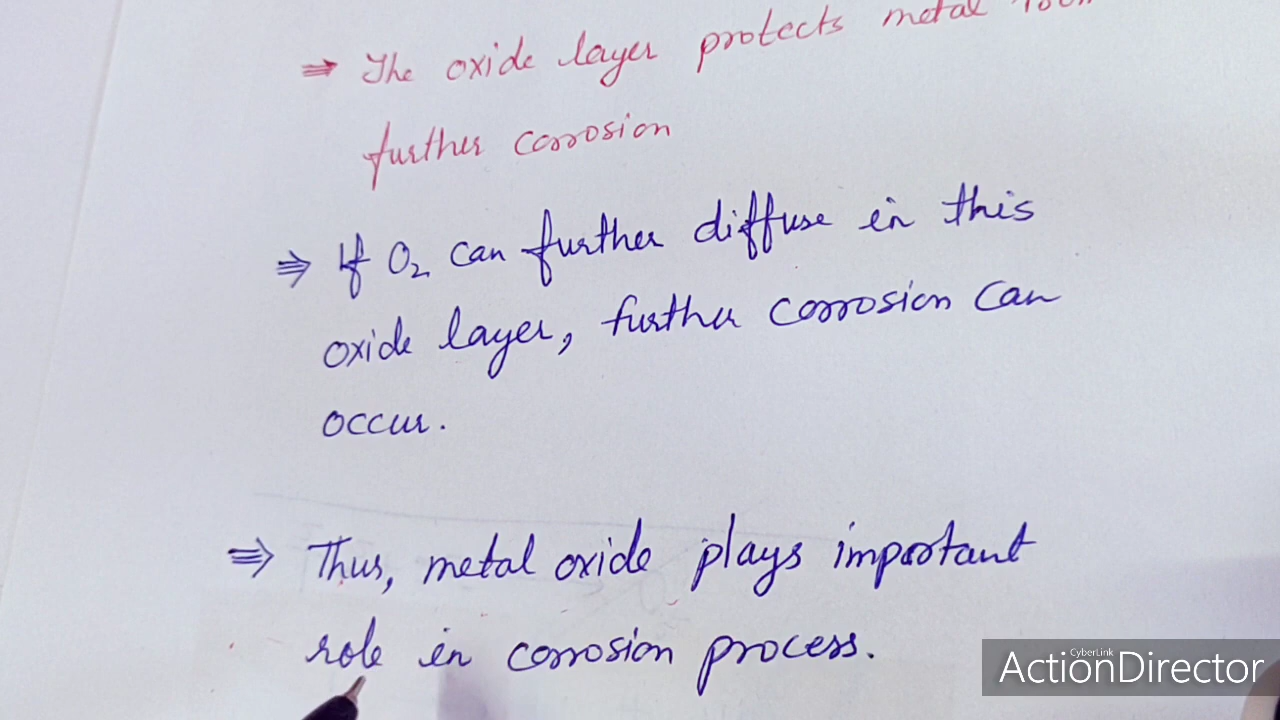 ⇒ The oxide layer protects metal
further corrosion
⇒ If O₂ can further diffuse in this
oxide layer, further corrosion can
occur.
⇒ Thus, metal oxide plays important
role in corrosion process.
CyberLink
ActionDirector